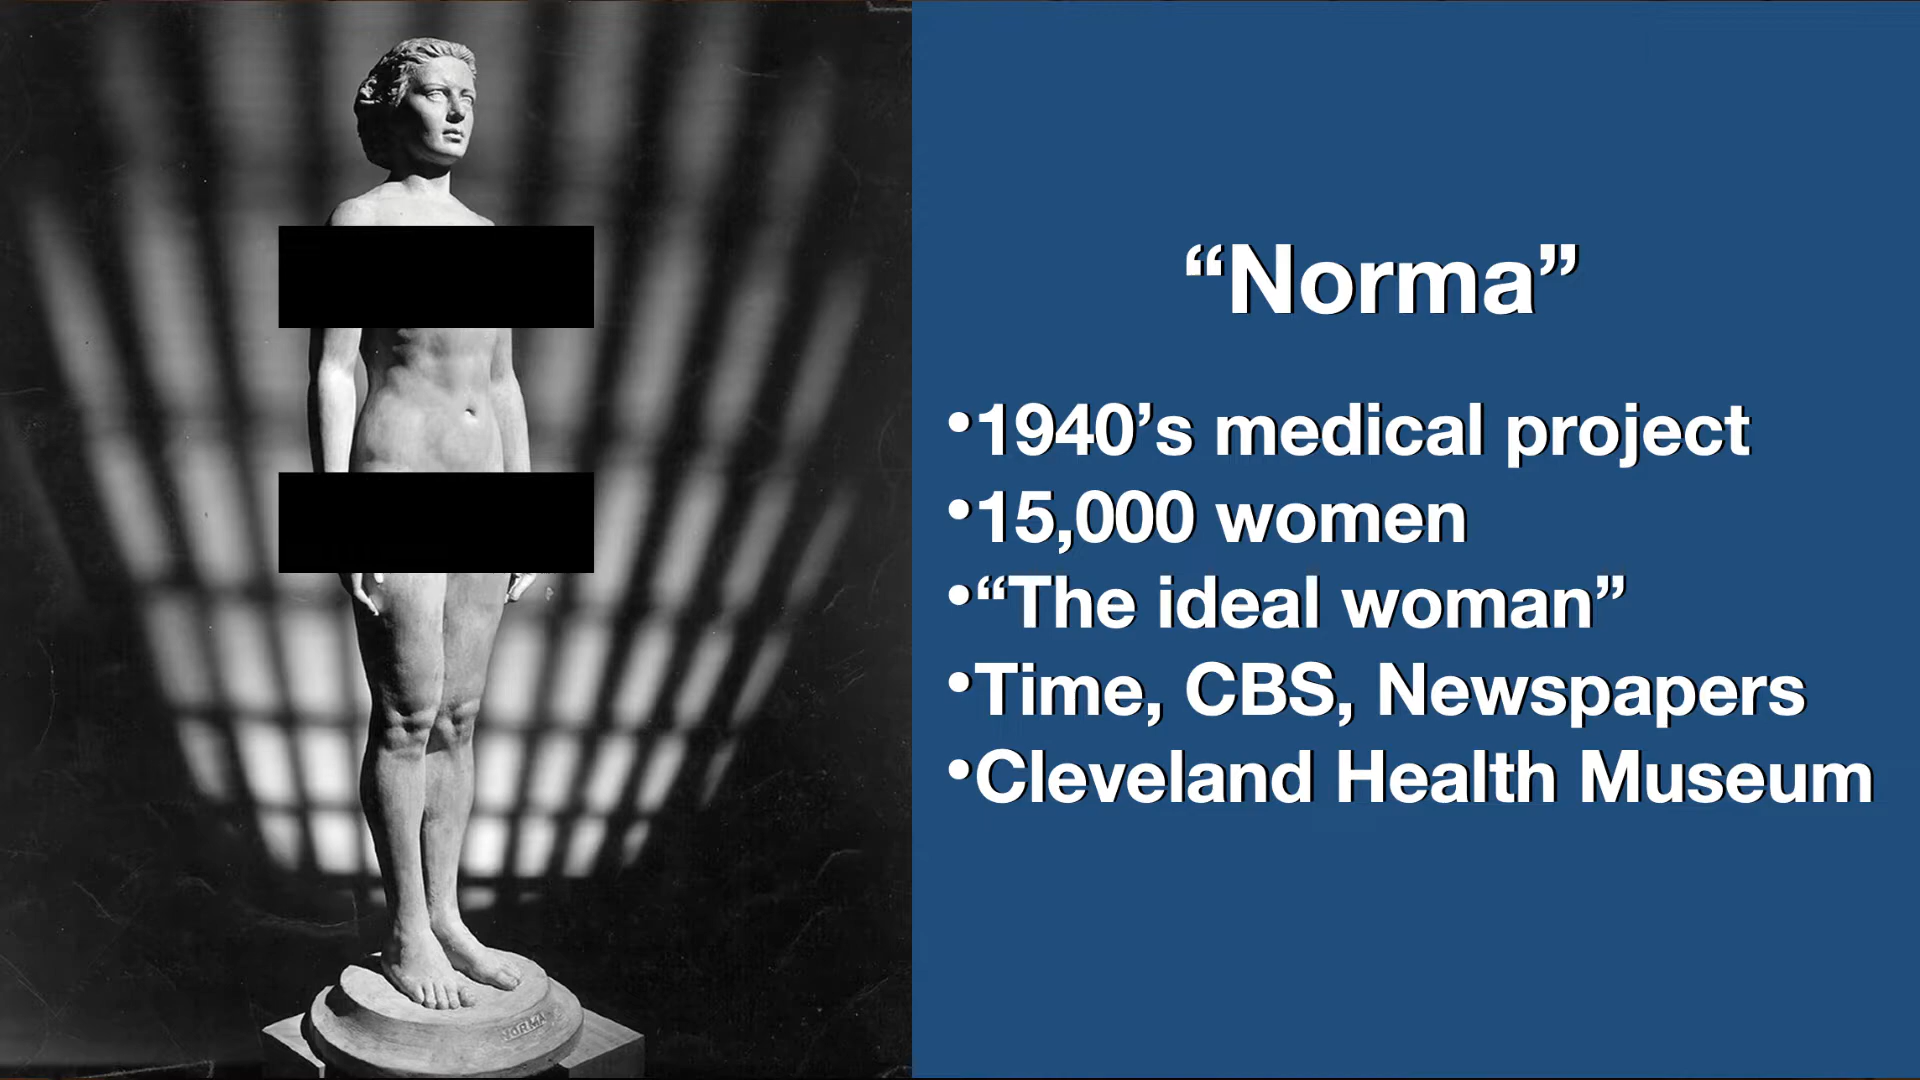 “Norma”
•1940’s medical project
•15,000 women
•“The ideal woman”
•Time, CBS, Newspapers
•Cleveland Health Museum
NORMA